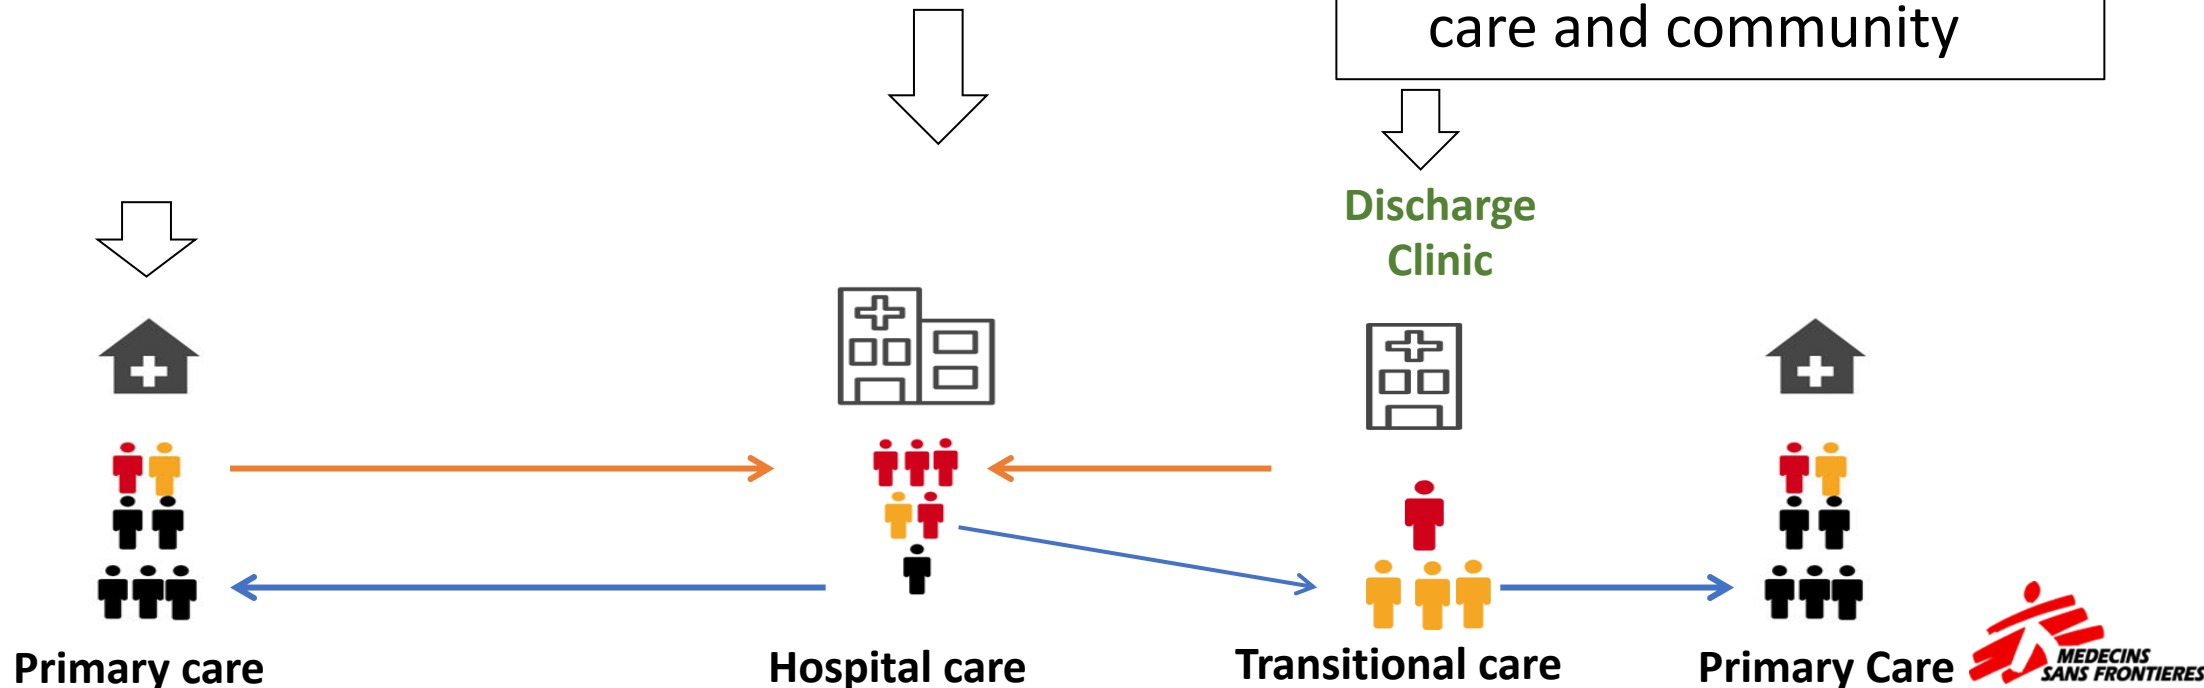 care and community
Discharge
Clinic
Primary care
Hospital care
Transitional care
Primary Care
MEDECINS
SANS FRONTIERES